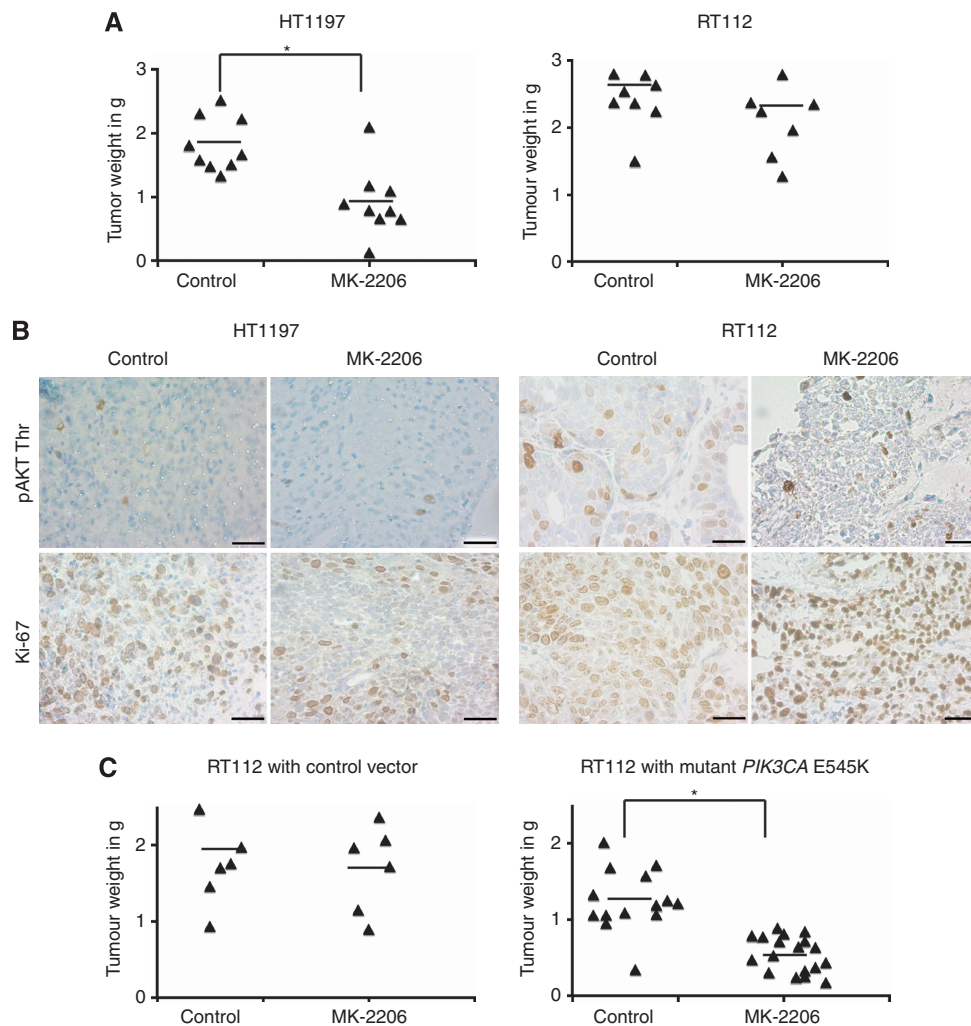 A
HT1197
RT112
*
Tumor weight in g
3
2
1
0
Control
MK-2206
Tumour weight in g
3
2
1
0
Control
MK-2206
B
HT1197
RT112
Control
MK-2206
Control
MK-2206
pAKT Thr
Ki-67
C
RT112 with control vector
RT112 with mutant PIK3CA E545K
Tumour weight in g
2
1
0
Control
MK-2206
*
Tumour weight in g
2
1
0
Control
MK-2206